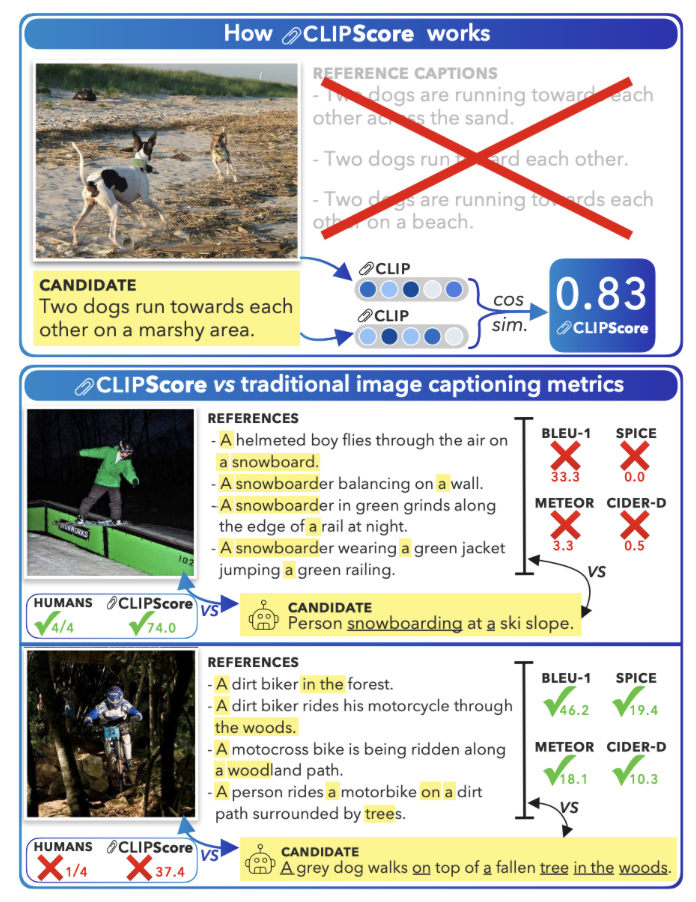 How CLIPScore works
REFERENCE CAPTIONS
- Two dogs are running towards each
other across the sand.
- Two dogs run toward each other.
- Two dogs are running towards each
other on a beach.
CANDIDATE
Two dogs run towards each
other on a marshy area.
CLIP
CLIP
cos
sim.
0.83
CLIPScore
CLIPScore vs traditional image captioning metrics
REFERENCES
- A helmeted boy flies through the air on
a snowboard.
- A snowboarder balancing on a wall.
- A snowboarder in green grinds along
the edge of a rail at night.
- A snowboarder wearing a green jacket
jumping a green railing.
BLEU-1 SPICE
33.3 0.0
METEOR CIDER-D
3.3 0.5
vs
HUMANS CLIPScore
4/4 74.0
vs
CANDIDATE
Person snowboarding at a ski slope.
102
REFERENCES
- A dirt biker in the forest.
- A dirt biker rides his motorcycle through
the woods.
- A motocross bike is being ridden along
a woodland path.
- A person rides a motorbike on a dirt
path surrounded by trees.
BLEU-1 SPICE
46.2 19.4
METEOR CIDER-D
18.1 10.3
vs
HUMANS CLIPScore
1/4 37.4
vs
CANDIDATE
A grey dog walks on top of a fallen tree in the woods.